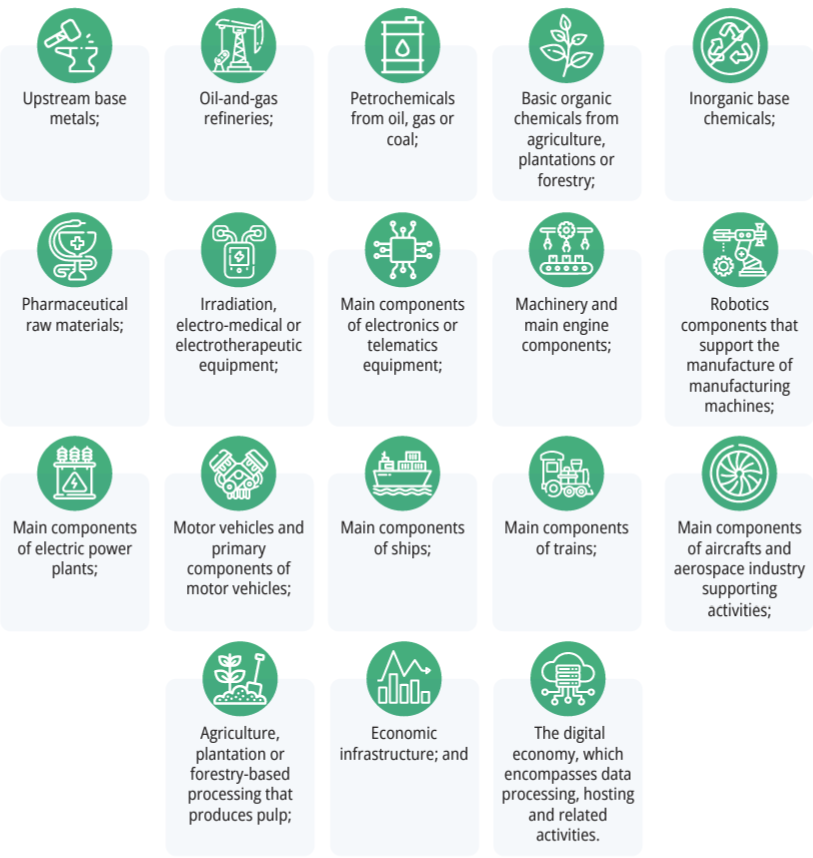 Upstream base
metals;
Oil-and-gas
refineries;
Petrochemicals
from oil, gas or
coal;
Basic organic
chemicals from
agriculture,
plantations or
forestry;
Inorganic base
chemicals;
Pharmaceutical
raw materials;
Irradiation,
electro-medical or
electrotherapeutic
equipment;
Main components
of electronics or
telematics
equipment;
Machinery and
main engine
components;
Robotics
components that
support the
manufacture of
manufacturing
machines;
Main components
of electric power
plants;
Motor vehicles and
primary
components of
motor vehicles;
Main components
of ships;
Main components
of trains;
Main components
of aircrafts and
aerospace industry
supporting
activities;
Agriculture,
plantation or
forestry-based
processing that
produces pulp;
Economic
infrastructure; and
The digital
economy, which
encompasses data
processing, hosting
and related
activities.